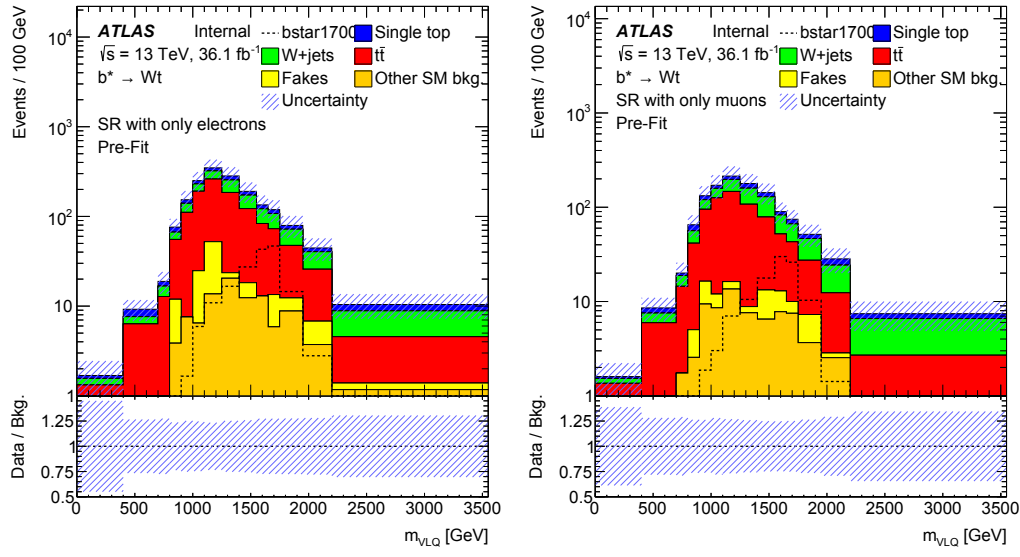 ATLAS Internal
√s = 13 TeV, 36.1 fb⁻¹
b* → Wt
SR with only electrons
Pre-Fit
bstar1700 Single top
W+jets tt̄
Fakes Other SM bkg.
Uncertainty
Events / 100 GeV
10⁴
10³
10²
10
1
Data / Bkg.
1.25
1
0.75
0.5
0 500 1000 1500 2000 2500 3000 3500
m_VLQ [GeV]
ATLAS Internal
√s = 13 TeV, 36.1 fb⁻¹
b* → Wt
SR with only muons
Pre-Fit
bstar1700 Single top
W+jets tt̄
Fakes Other SM bkg.
Uncertainty
Events / 100 GeV
10⁴
10³
10²
10
1
Data / Bkg.
1.25
1
0.75
0.5
0 500 1000 1500 2000 2500 3000 3500
m_VLQ [GeV]